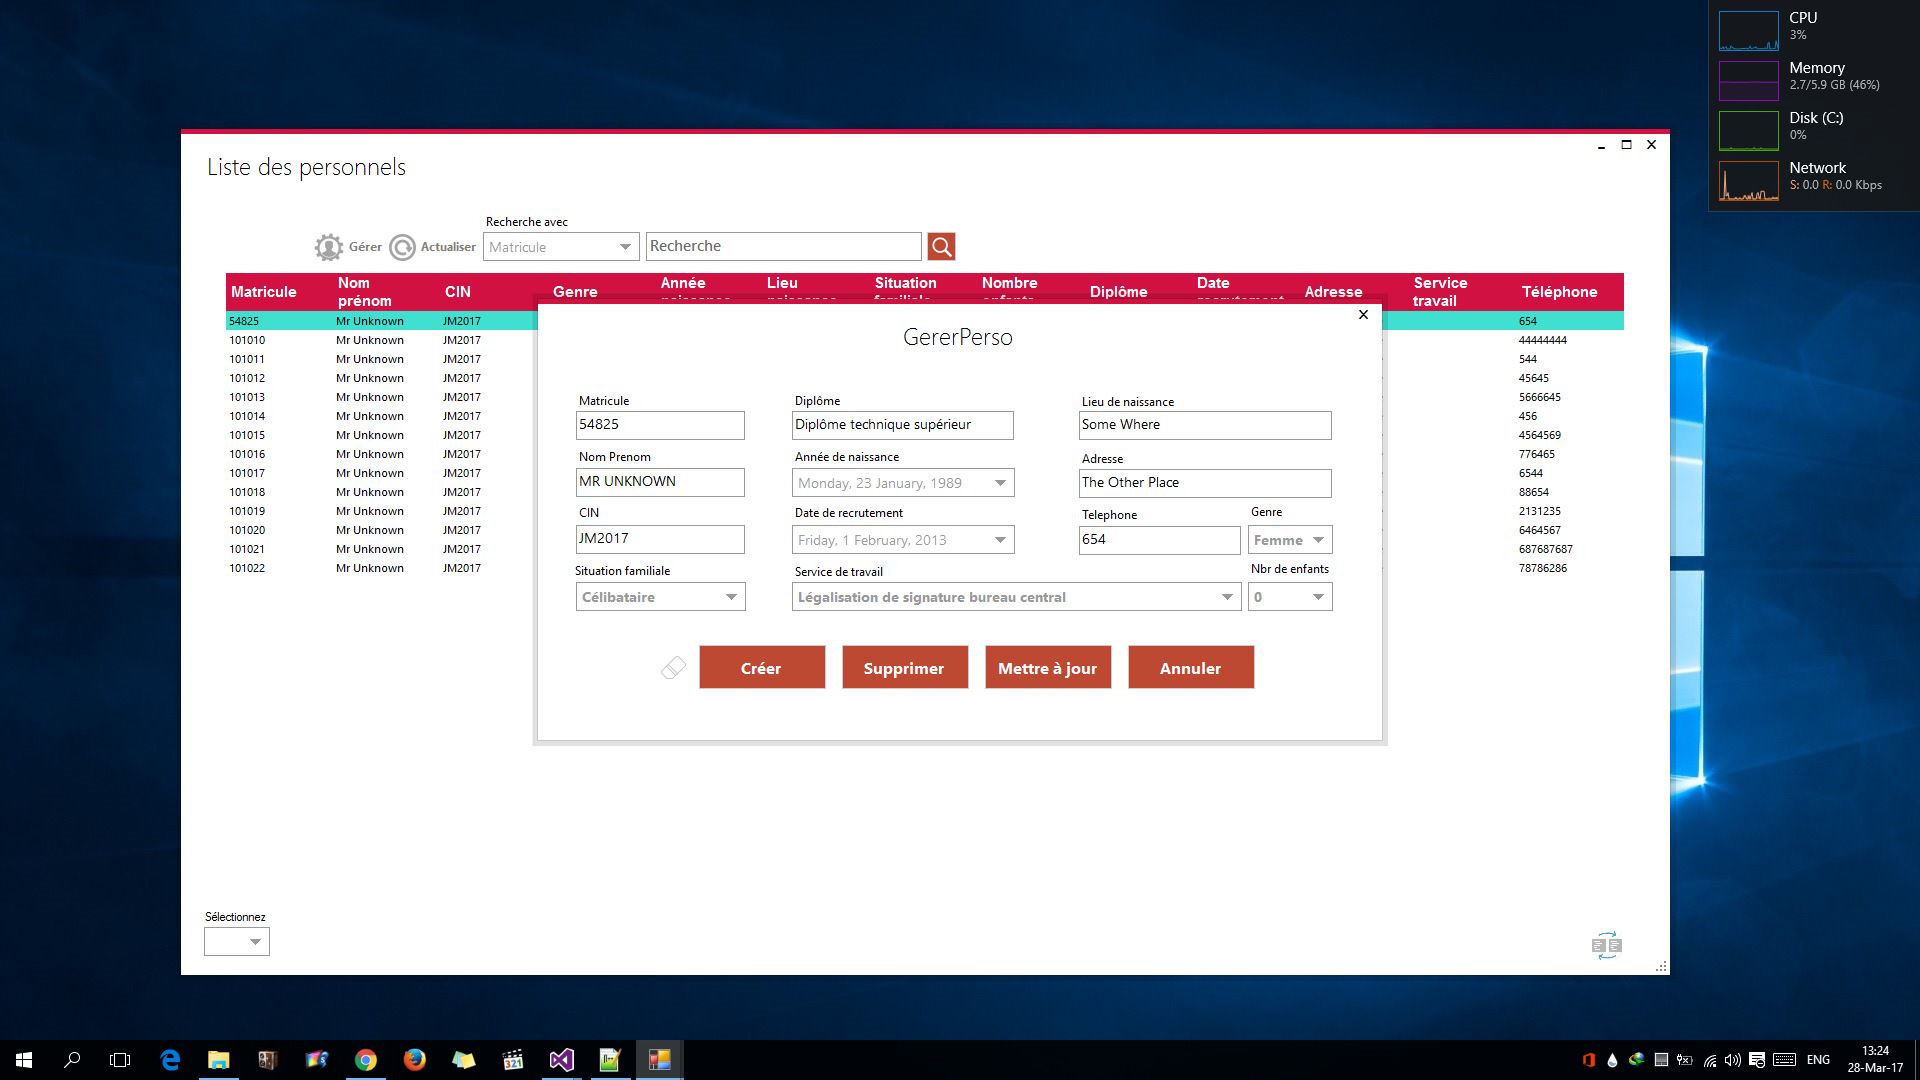 CPU
3%
Memory
2.7/5.9 GB (46%)
Disk (C:)
0%
Network
S: 0.0 R: 0.0 Kbps
Liste des personnels
Recherche avec
Gérer Actualiser Matricule Recherche
Matricule Nom prénom CIN Genre Année naissance Lieu naissance Situation familiale Nombre enfants Diplôme Date recrutement Adresse Service travail Téléphone
54825 Mr Unknown JM2017 654
101010 Mr Unknown JM2017 44444444
101011 Mr Unknown JM2017 544
101012 Mr Unknown JM2017 45645
101013 Mr Unknown JM2017 5666645
101014 Mr Unknown JM2017 456
101015 Mr Unknown JM2017 4564569
101016 Mr Unknown JM2017 776465
101017 Mr Unknown JM2017 6544
101018 Mr Unknown JM2017 88654
101019 Mr Unknown JM2017 2131235
101020 Mr Unknown JM2017 6464567
101021 Mr Unknown JM2017 687687687
101022 Mr Unknown JM2017 78786286
GererPerso
Matricule Diplôme Lieu de naissance
54825 Diplôme technique supérieur Some Where
Nom Prenom Année de naissance Adresse
MR UNKNOWN Monday, 23 January, 1989 The Other Place
CIN Date de recrutement Telephone Genre
JM2017 Friday, 1 February, 2013 654 Femme
Situation familiale Service de travail Nbr de enfants
Célibataire Légalisation de signature bureau central 0
Créer Supprimer Mettre à jour Annuler
Sélectionnez
321
ENG
13:24
28-Mar-17